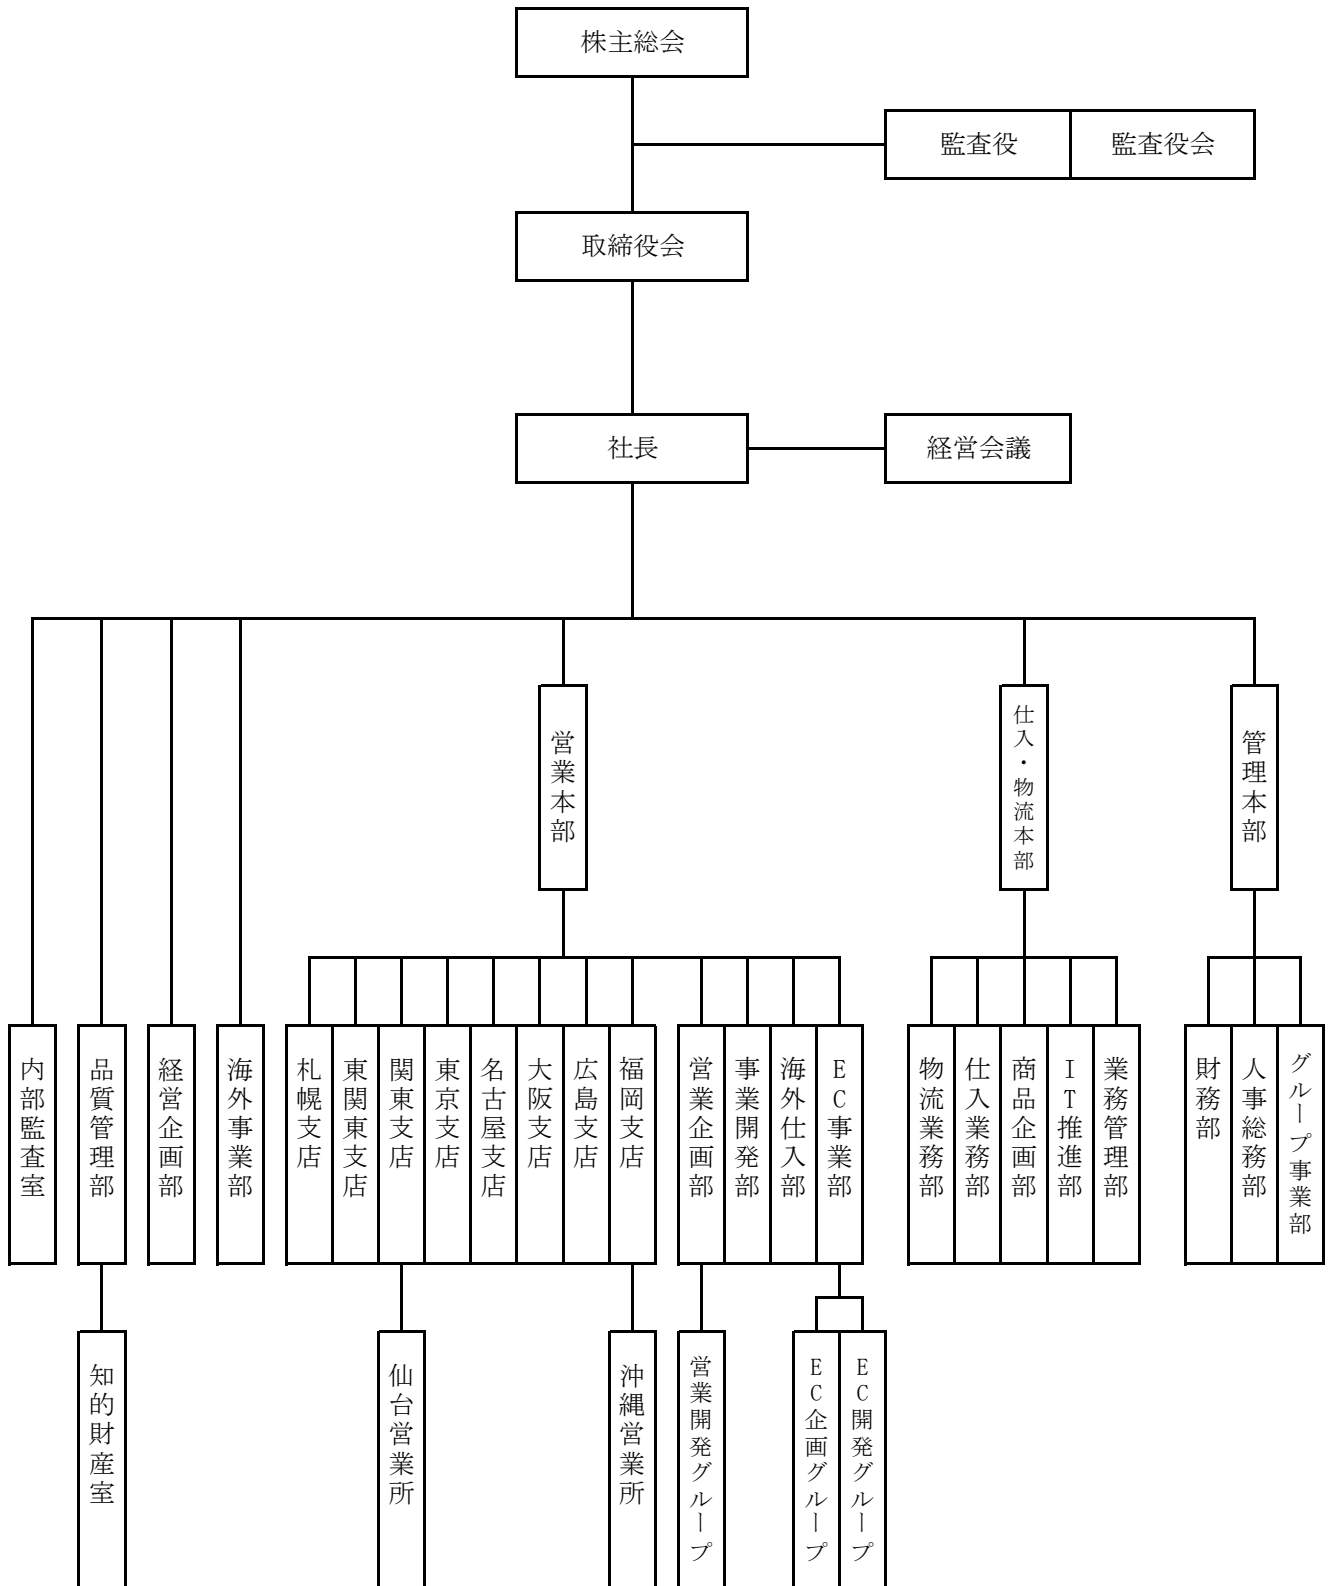 株主総会
監査役
監査役会
取締役会
社長
経営会議
営業本部
仕入・物流本部
管理本部
内部監査室
品質管理部
経営企画部
海外事業部
札幌支店
東関東支店
関東支店
東京支店
名古屋支店
大阪支店
広島支店
福岡支店
営業企画部
事業開発部
海外仕入部
EC事業部
物流業務部
仕入業務部
商品企画部
IT推進部
業務管理部
財務部
人事総務部
グループ事業部
知的財産室
仙台営業所
沖縄営業所
営業開発グループ
EC企画グループ
EC開発グループ